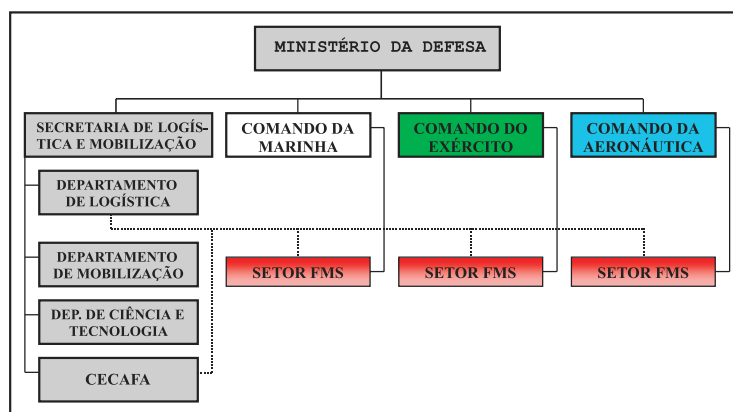 MINISTÉRIO DA DEFESA
SECRETARIA DE LOGÍS-
TICA E MOBILIZAÇÃO
COMANDO DA
MARINHA
COMANDO DO
EXÉRCITO
COMANDO DA
AERONÁUTICA
DEPARTAMENTO
DE LOGÍSTICA
DEPARTAMENTO
DE MOBILIZAÇÃO
SETOR FMS
SETOR FMS
SETOR FMS
DEP. DE CIÊNCIA E
TECNOLOGIA
CECAFA